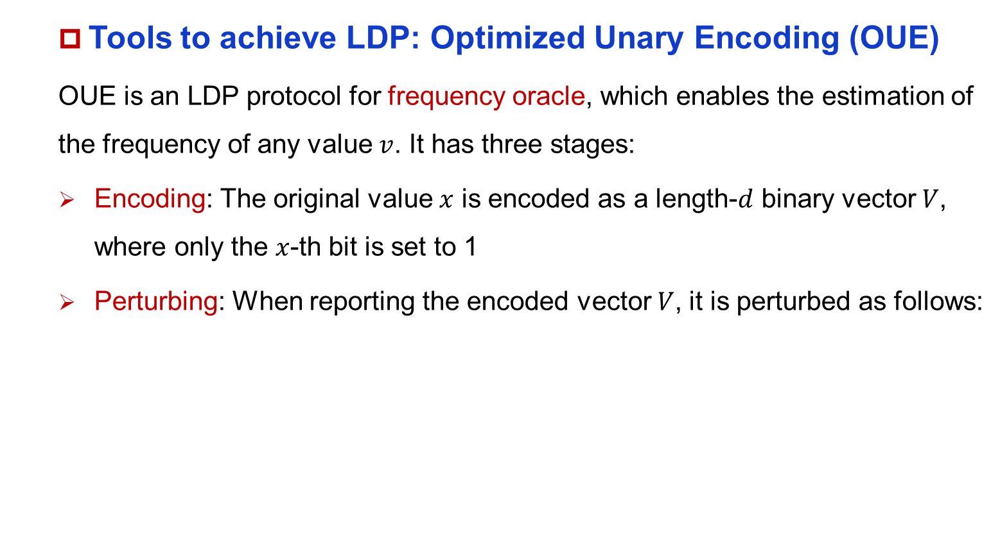 Tools to achieve LDP: Optimized Unary Encoding (OUE)
OUE is an LDP protocol for frequency oracle, which enables the estimation of
the frequency of any value 𝑣. It has three stages:
➢ Encoding: The original value 𝑥 is encoded as a length-𝑑 binary vector 𝑉,
where only the 𝑥-th bit is set to 1
➢ Perturbing: When reporting the encoded vector 𝑉, it is perturbed as follows: